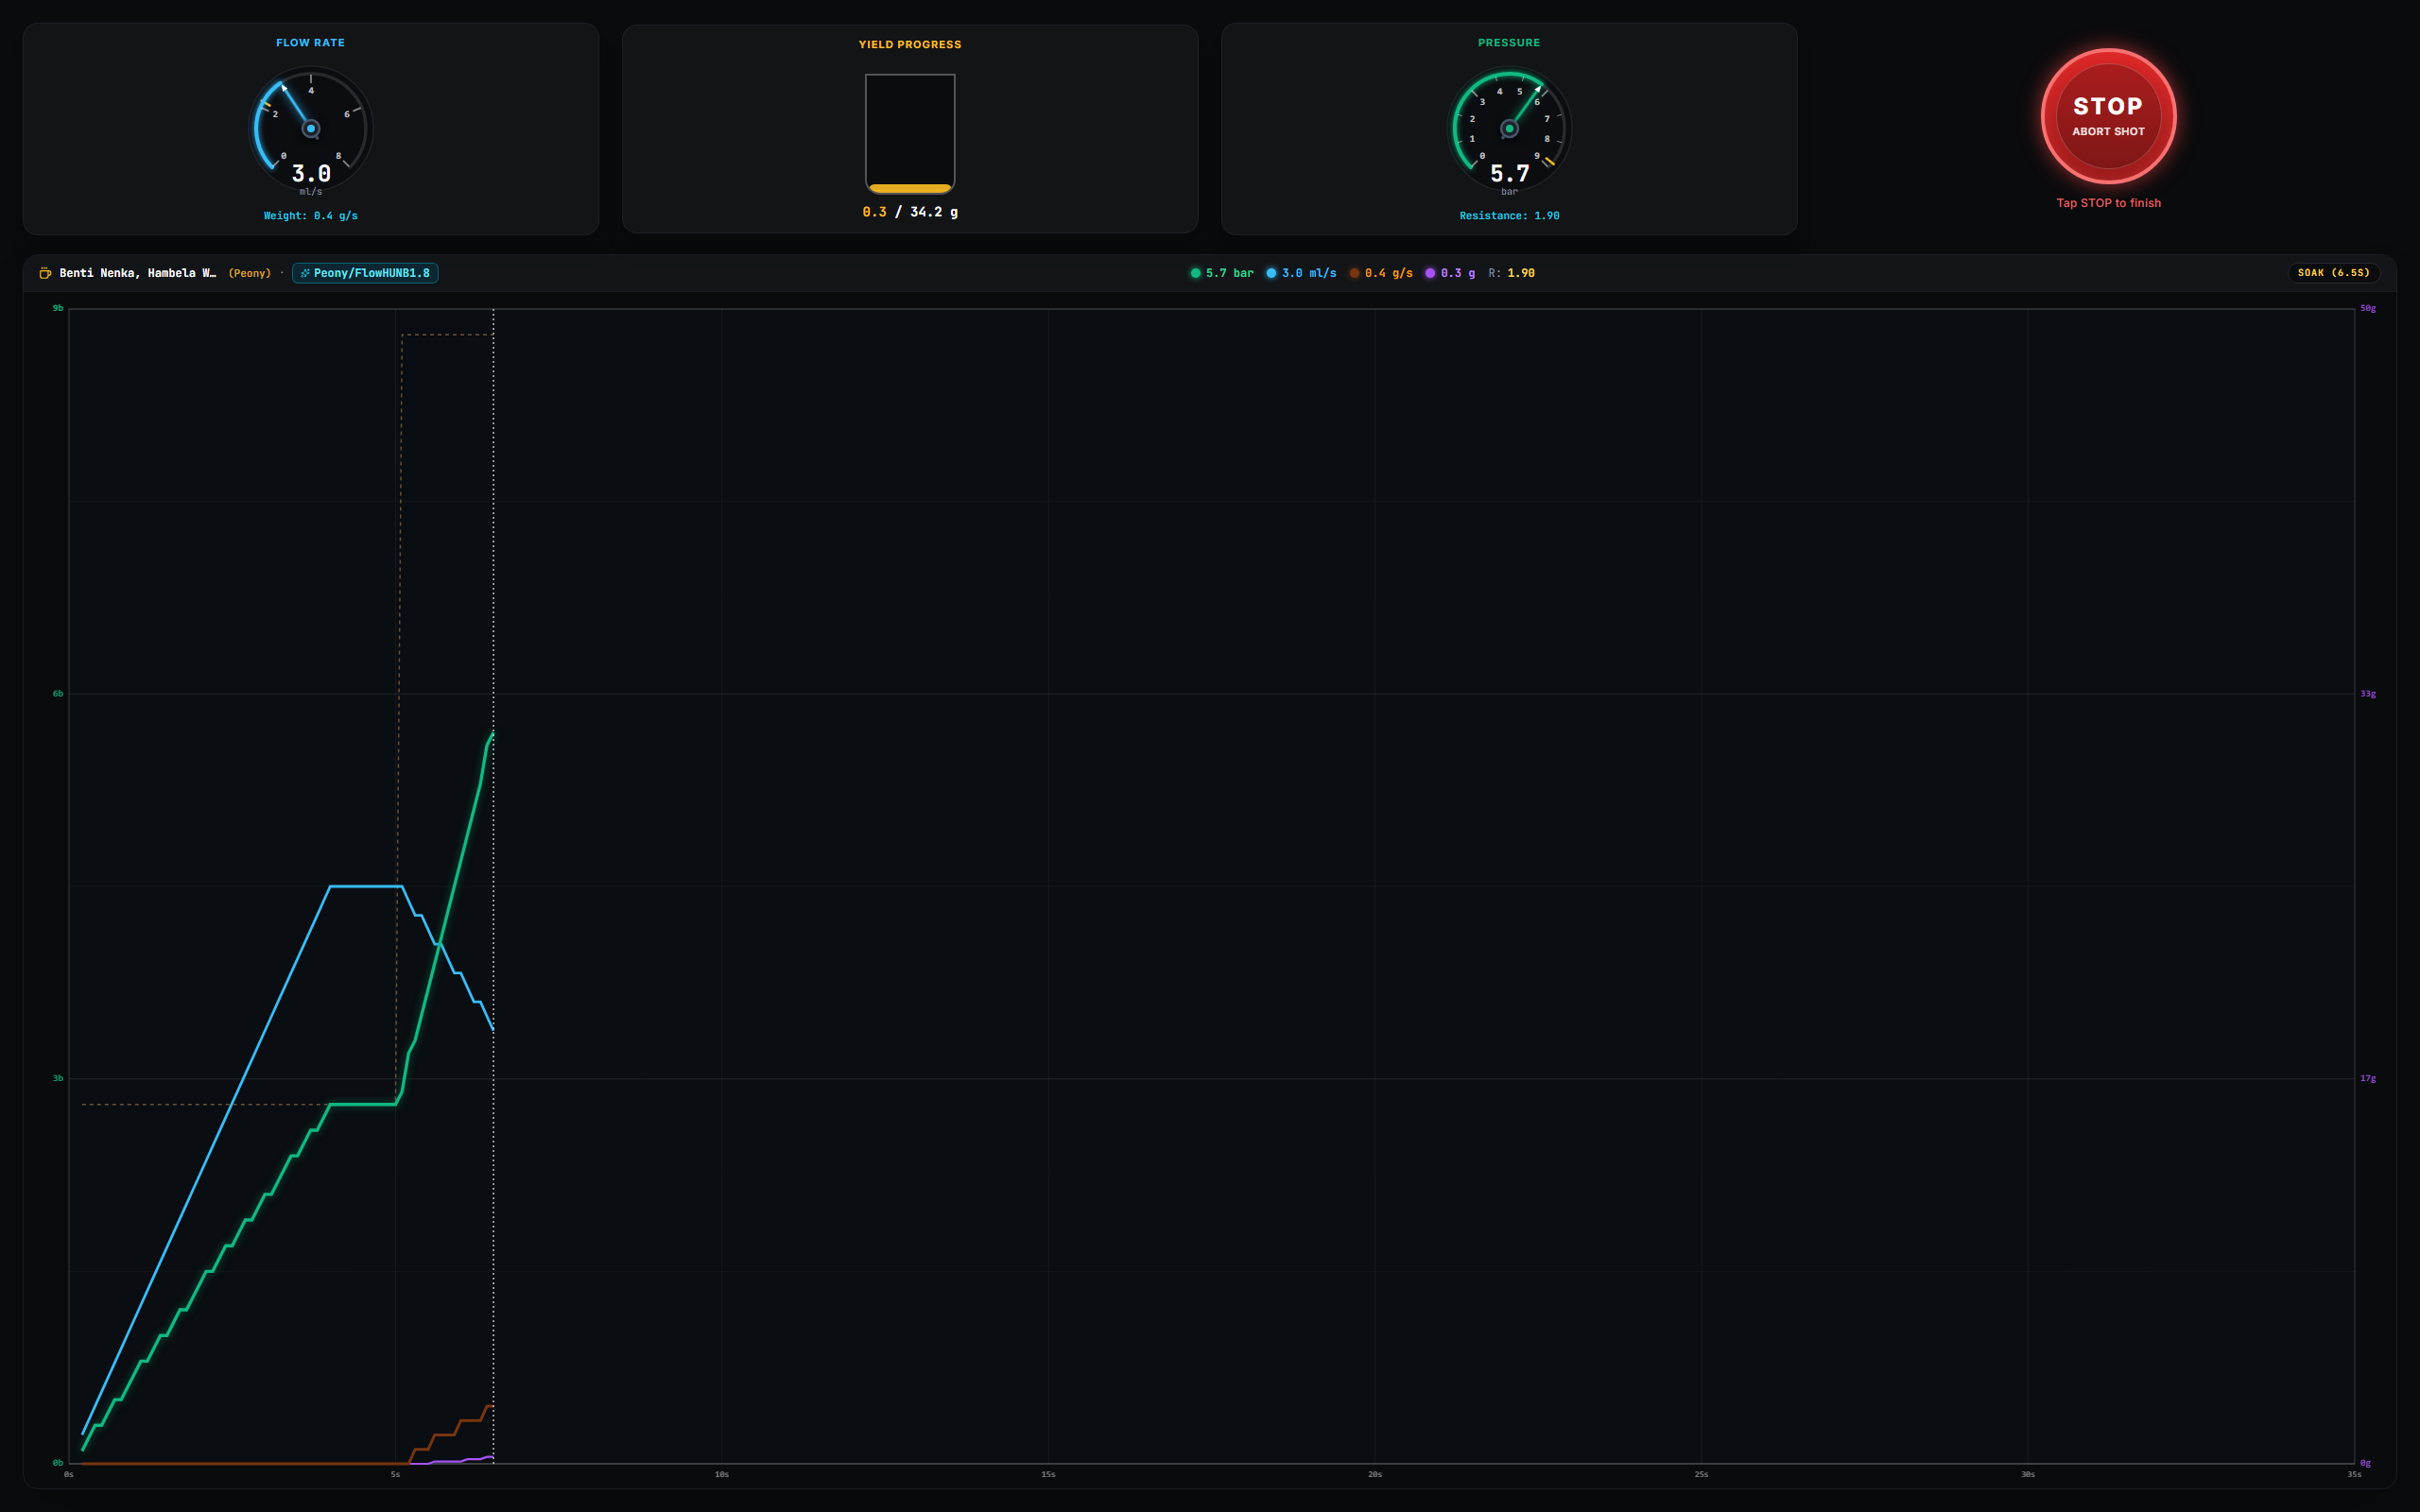 FLOW RATE
0 2 4 6 8
3.0
ml/s
Weight: 0.4 g/s
YIELD PROGRESS
0.3 / 34.2 g
PRESSURE
0 1 2 3 4 5 6 7 8 9
5.7
bar
Resistance: 1.90
STOP
ABORT SHOT
Tap STOP to finish
Benti Nenka, Hambela W… (Peony) · Peony/FlowHUNB1.8
5.7 bar 3.0 ml/s 0.4 g/s 0.3 g R: 1.90
SOAK (6.5S)
9b 50g
6b 33g
3b 17g
0b 0g
0s 5s 10s 15s 20s 25s 30s 35s